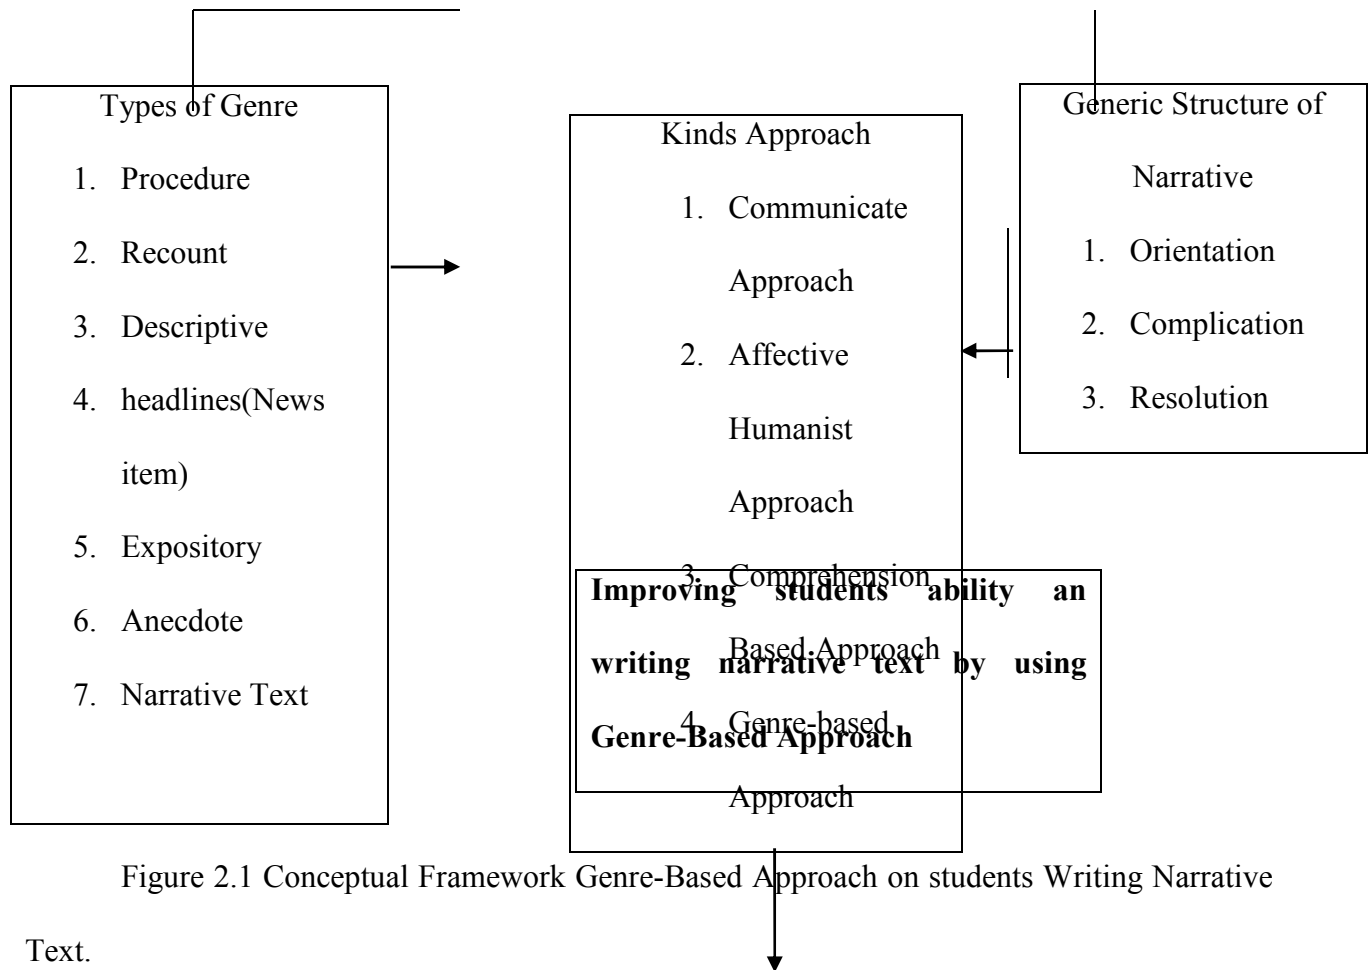 Types of Genre
1. Procedure
2. Recount
3. Descriptive
4. headlines(News
item)
5. Expository
6. Anecdote
7. Narrative Text
Kinds Approach
1. Communicate
Approach
2. Affective
Humanist
Approach
3. Comprehension
Based Approach
4. Genre-based
Approach
Generic Structure of
Narrative
1. Orientation
2. Complication
3. Resolution
Improving students ability an
writing narrative text by using
Genre-Based Approach
Figure 2.1 Conceptual Framework Genre-Based Approach on students Writing Narrative
Text.